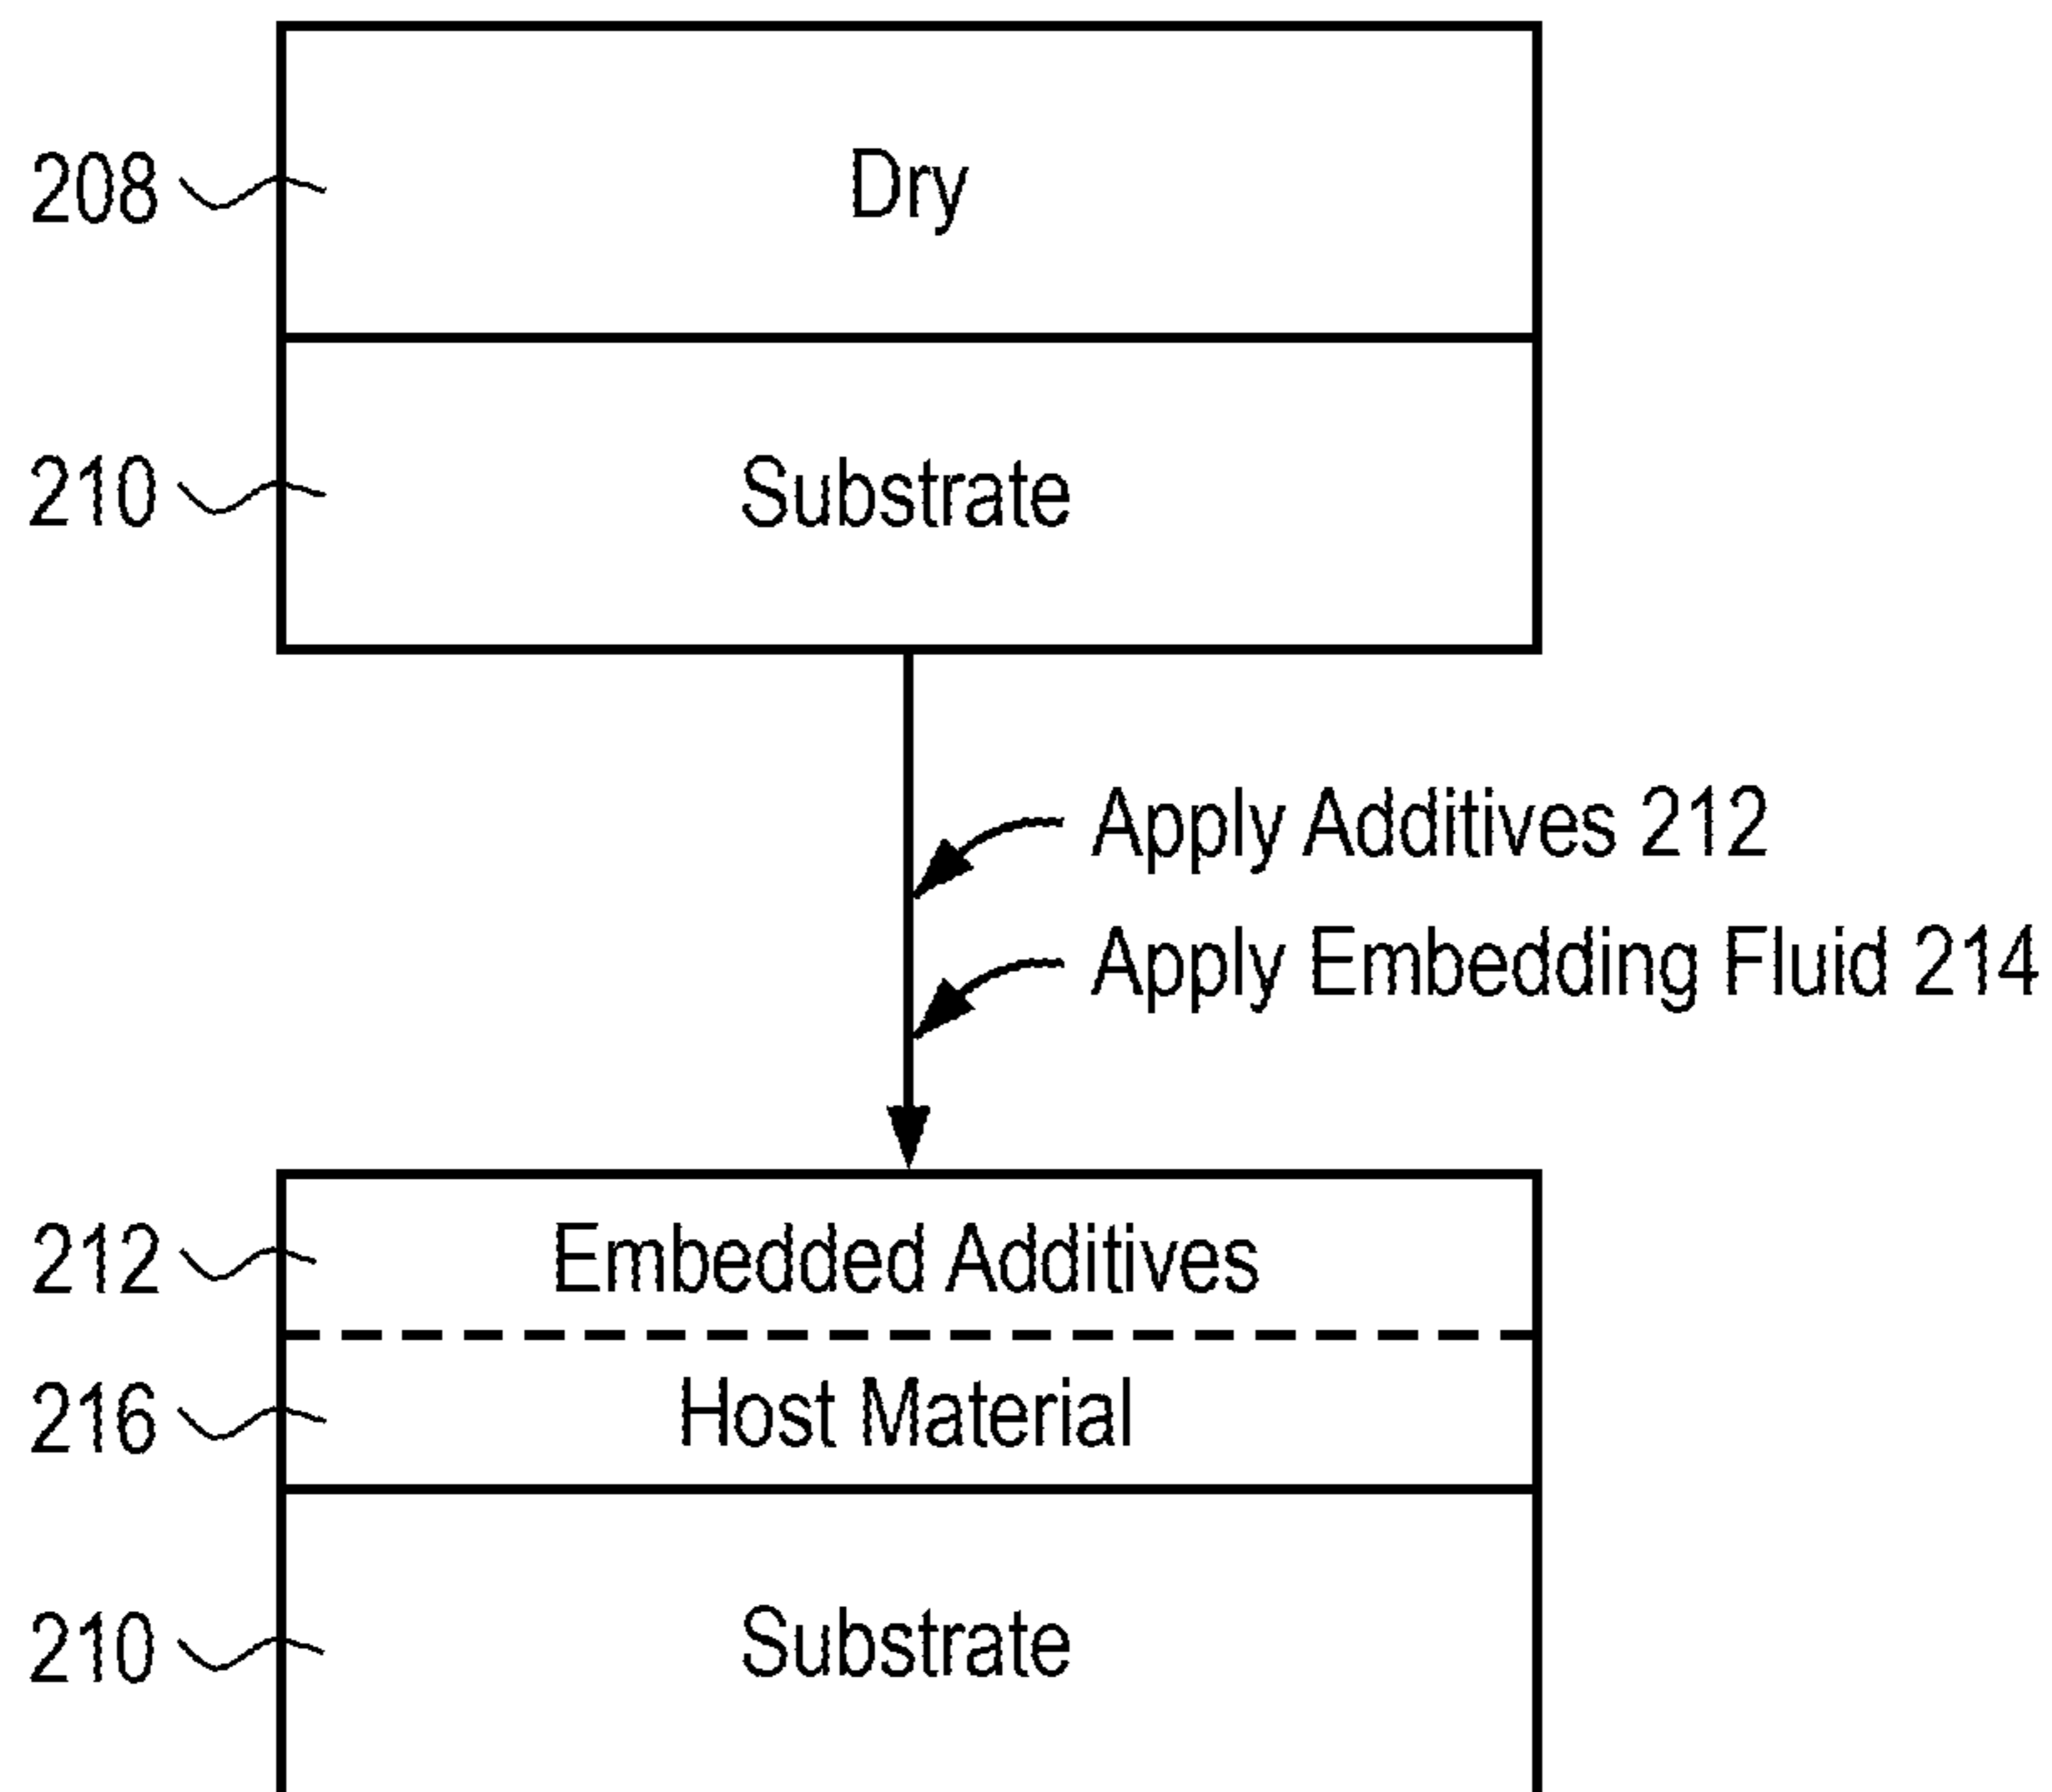 208 Dry
210 Substrate
Apply Additives 212
Apply Embedding Fluid 214
212 Embedded Additives
216 Host Material
210 Substrate